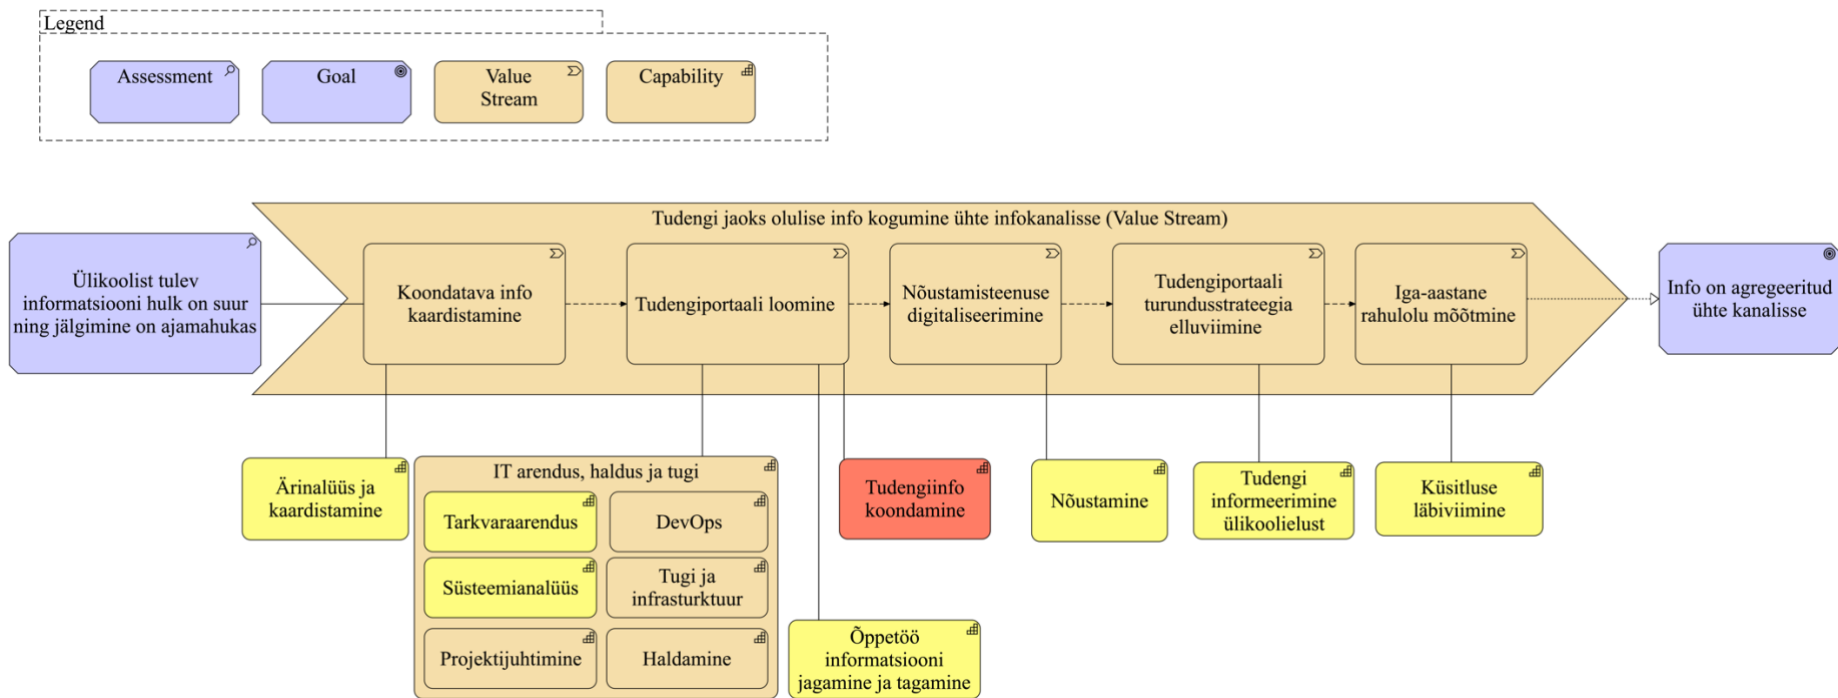 Legend
Assessment
Goal
Value
Stream
Capability
Tudengi jaoks olulise info kogumine ühte infokanalisse (Value Stream)
Ülikoolist tulev
informatsiooni hulk on suur
ning jälgimine on ajamahukas
Koondatava info
kaardistamine
Tudengiportaali loomine
Nõustamisteenuse
digitaliseerimine
Tudengiportaali
turundusstrateegia
elluviimine
Iga-aastane
rahulolu mõõtmine
Info on agregeeritud
ühte kanalisse
Ärinalüüs ja
kaardistamine
IT arendus, haldus ja tugi
Tarkvaraarendus
DevOps
Süsteemianalüüs
Tugi ja
infrasturktuur
Projektijuhtimine
Haldamine
Õppetöö
informatsiooni
jagamine ja tagamine
Tudengiinfo
koondamine
Nõustamine
Tudengi
informeerimine
ülikoolielust
Küsitluse
läbiviimine